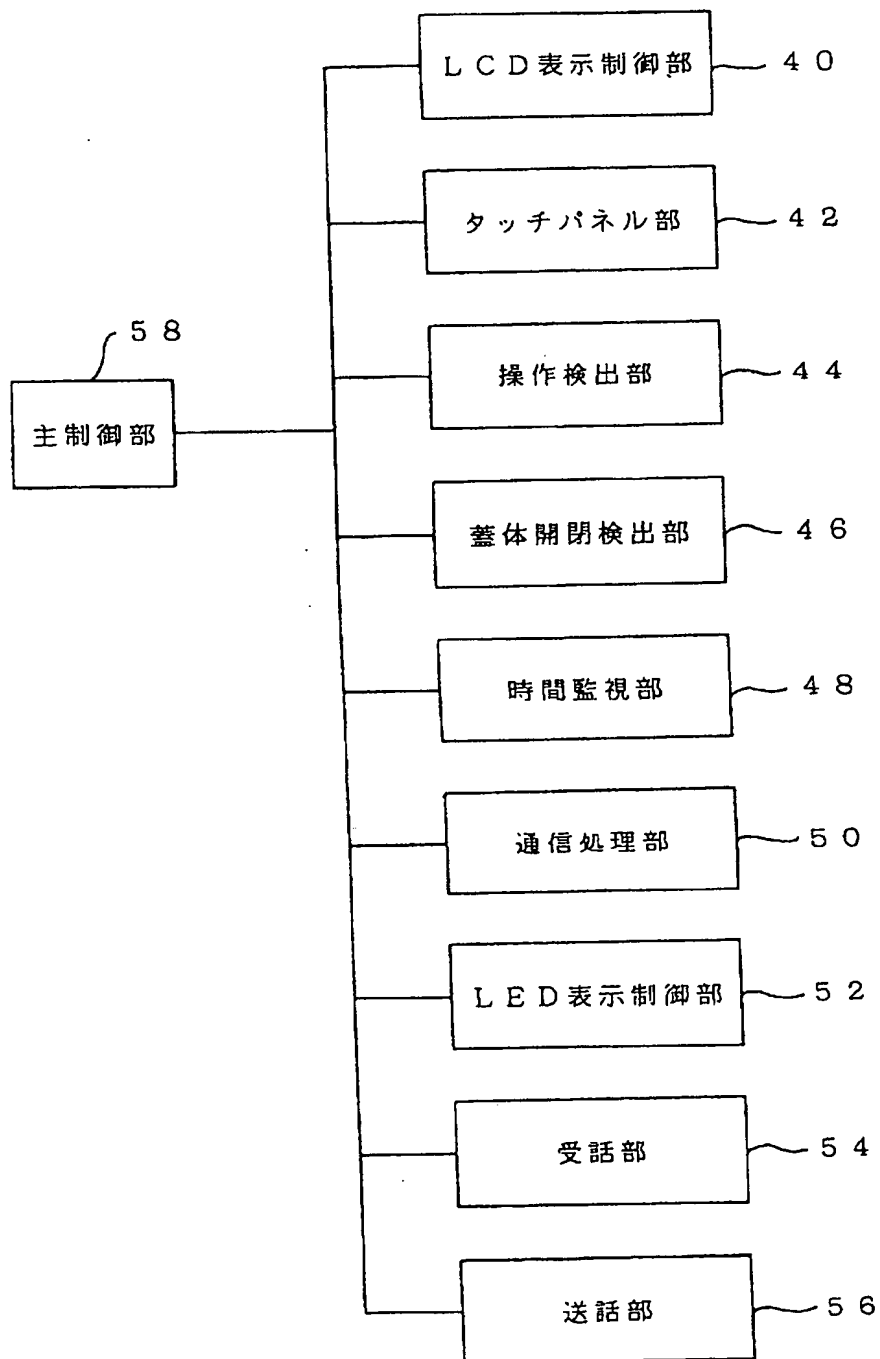 LCD表示制御部
40
タッチパネル部
42
58
操作検出部
44
主制御部
蓋体開閉検出部
46
時間監視部
48
通信処理部
50
LED表示制御部
52
受話部
54
送話部
56